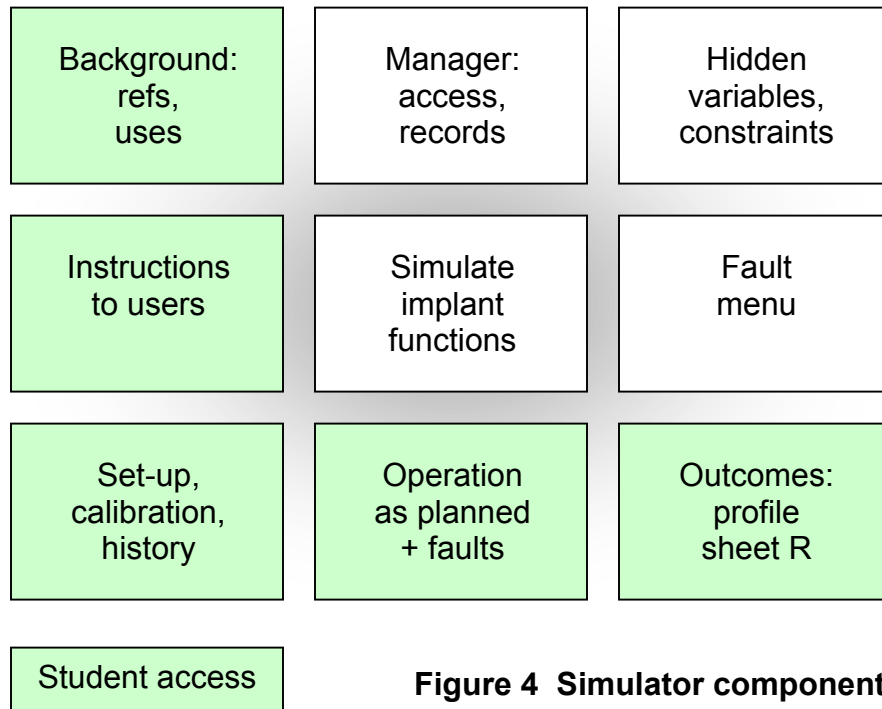 Background:
refs,
uses
Manager:
access,
records
Hidden
variables,
constraints
Instructions
to users
Simulate
implant
functions
Fault
menu
Set-up,
calibration,
history
Operation
as planned
+ faults
Outcomes:
profile
sheet R
Student access
Figure 4 Simulator component